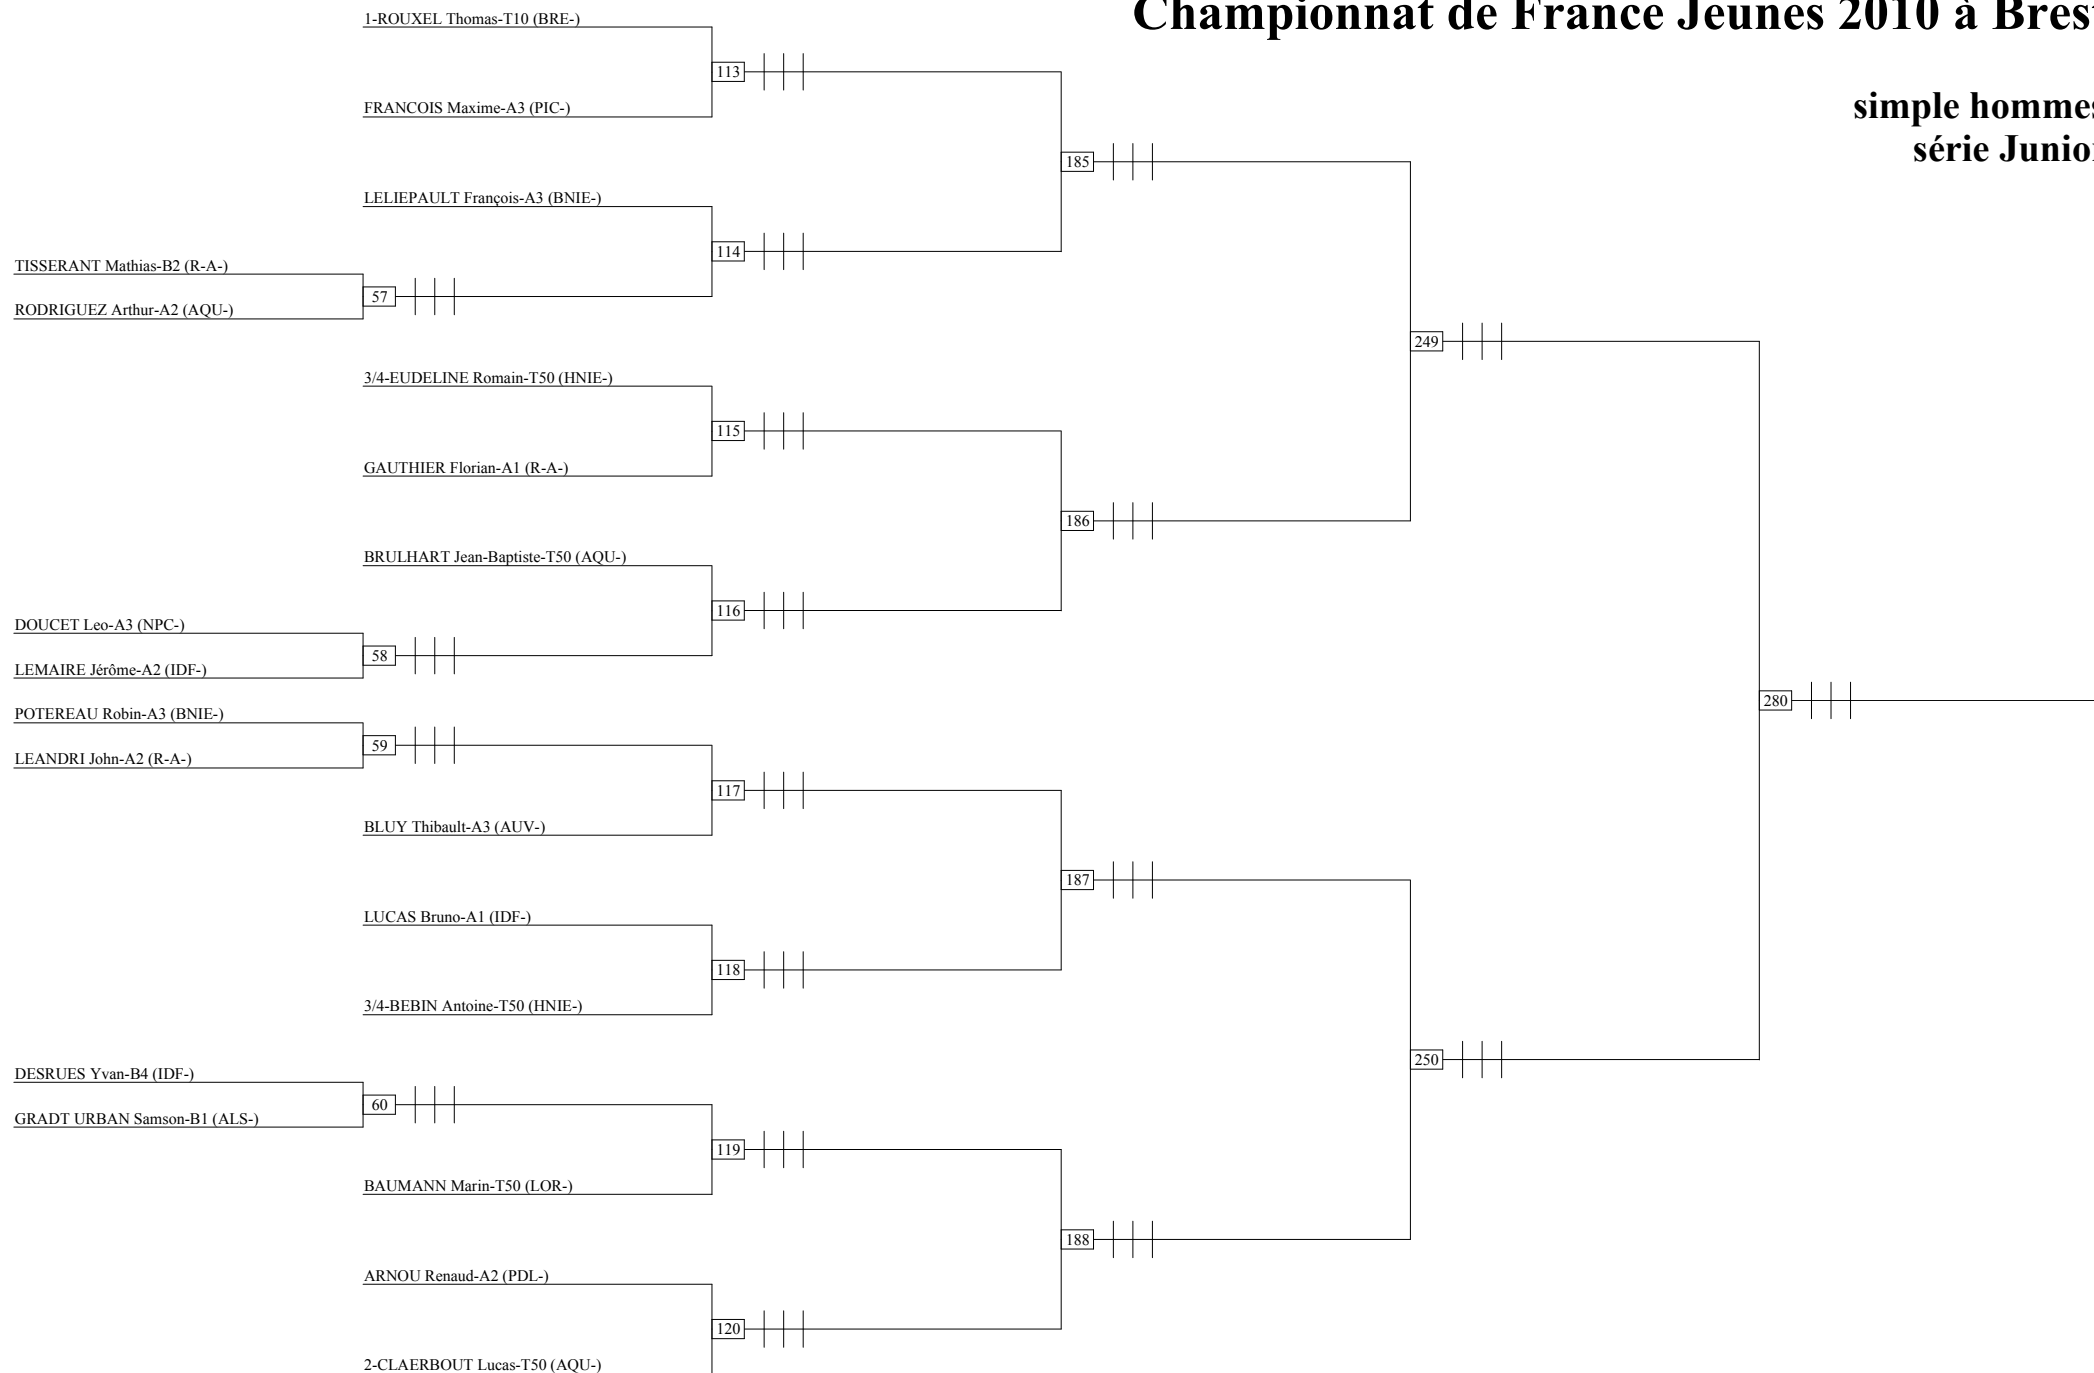 Championnat de France Jeunes 2010 à Brest
simple hommes
série Junior
1-ROUXEL Thomas-T10 (BRE-)
113
FRANCOIS Maxime-A3 (PIC-)
185
LELIEPAULT François-A3 (BNIE-)
114
TISSERANT Mathias-B2 (R-A-)
57
RODRIGUEZ Arthur-A2 (AQU-)
249
3/4-EUDELINE Romain-T50 (HNIE-)
115
GAUTHIER Florian-A1 (R-A-)
186
BRULHART Jean-Baptiste-T50 (AQU-)
116
DOUCET Leo-A3 (NPC-)
58
LEMAIRE Jérôme-A2 (IDF-)
280
POTEREAU Robin-A3 (BNIE-)
59
LEANDRI John-A2 (R-A-)
117
BLUY Thibault-A3 (AUV-)
187
LUCAS Bruno-A1 (IDF-)
118
3/4-BEBIN Antoine-T50 (HNIE-)
250
DESRUES Yvan-B4 (IDF-)
60
GRADT URBAN Samson-B1 (ALS-)
119
BAUMANN Marin-T50 (LOR-)
188
ARNOU Renaud-A2 (PDL-)
120
2-CLAERBOUT Lucas-T50 (AQU-)